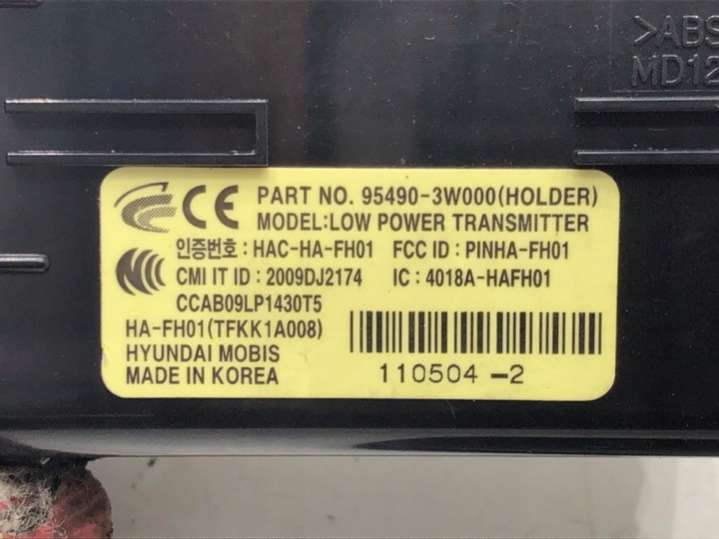 >ABS
MD12
CE PART NO. 95490-3W000(HOLDER)
MODEL:LOW POWER TRANSMITTER
인증번호 : HAC-HA-FH01 FCC ID : PINHA-FH01
CMI IT ID : 2009DJ2174 IC : 4018A-HAFH01
CCAB09LP1430T5
HA-FH01(TFKK1A008)
HYUNDAI MOBIS
MADE IN KOREA
110504 -2